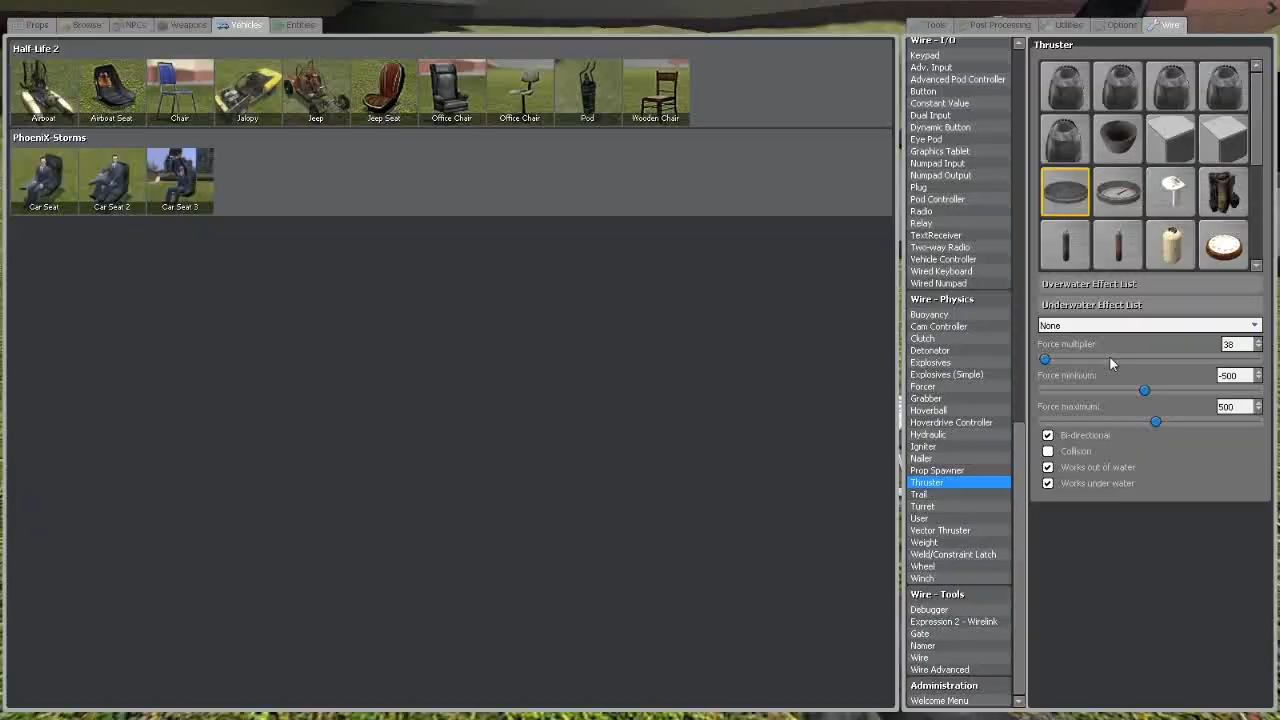 Props Browse NPCs Weapons Vehicles Entities
Tools Post Processing Utilities Options Wire
Half-Life 2
Airboat Airboat Seat Chair Jalopy Jeep Jeep Seat Office Chair Office Chair Pod Wooden Chair
PhoeniX-Storms
Car Seat Car Seat 2 Car Seat 3
Wire - I/O
Keypad
Adv. Input
Advanced Pod Controller
Button
Constant Value
Dual Input
Dynamic Button
Eye Pod
Graphics Tablet
Numpad Input
Numpad Output
Plug
Pod Controller
Radio
Relay
TextReceiver
Two-way Radio
Vehicle Controller
Wired Keyboard
Wired Numpad
Wire - Physics
Buoyancy
Cam Controller
Clutch
Detonator
Explosives
Explosives (Simple)
Forcer
Grabber
Hoverball
Hoverdrive Controller
Hydraulic
Igniter
Nailer
Prop Spawner
Thruster
Trail
Turret
User
Vector Thruster
Weight
Weld/Constraint Latch
Wheel
Winch
Wire - Tools
Debugger
Expression 2 - Wirelink
Gate
Namer
Wire
Wire Advanced
Administration
Welcome Menu
Thruster
Overwater Effect List
Underwater Effect List
None
Force multiplier: 38
Force minimum: -500
Force maximum: 500
Bi-directional
Collision
Works out of water
Works under water